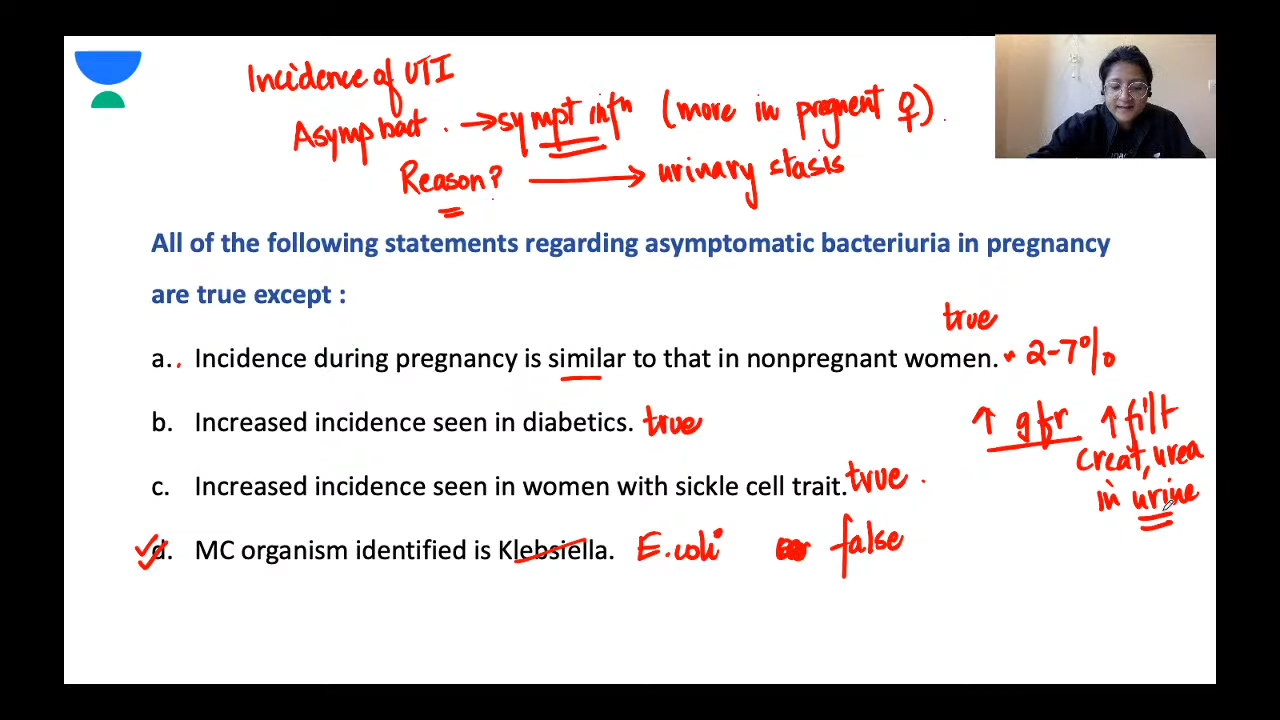 Incidence of UTI
Asymp bact. → sympt infn (more in pregnent ♀).
Reason? → urinary stasis
All of the following statements regarding asymptomatic bacteriuria in pregnancy
are true except :
true
a. Incidence during pregnancy is similar to that in nonpregnant women. 2-7%
b. Increased incidence seen in diabetics. true
↑ gfr ↑ filt
creat, urea
in urine
c. Increased incidence seen in women with sickle cell trait. true.
d. MC organism identified is Klebsiella. E.coli false